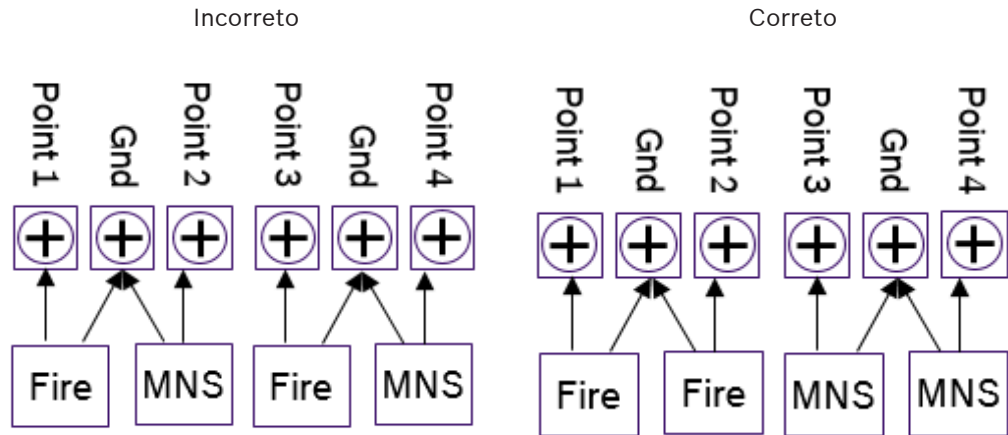 Incorreto
Point 1 Gnd Point 2 Point 3 Gnd Point 4
Fire MNS Fire MNS
Correto
Point 1 Gnd Point 2 Point 3 Gnd Point 4
Fire Fire MNS MNS